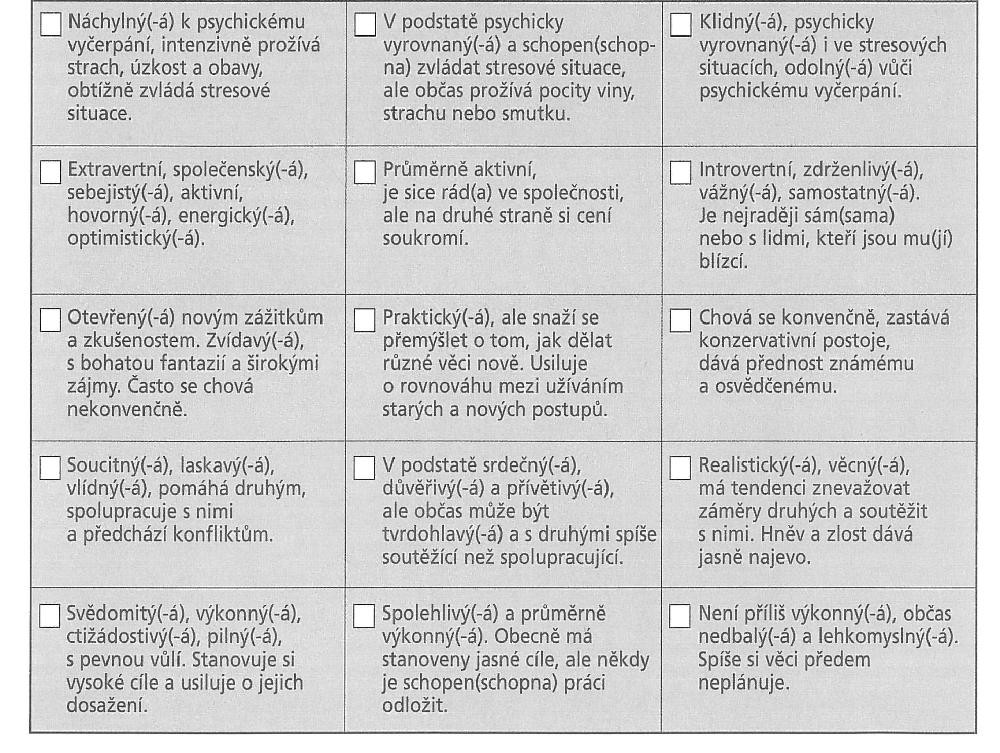 Náchylný(-á) k psychickému
vyčerpání, intenzivně prožívá
strach, úzkost a obavy,
obtížně zvládá stresové
situace.
V podstatě psychicky
vyrovnaný(-á) a schopen(schop-
na) zvládat stresové situace,
ale občas prožívá pocity viny,
strachu nebo smutku.
Klidný(-á), psychicky
vyrovnaný(-á) i ve stresových
situacích, odolný(-á) vůči
psychickému vyčerpání.
Extravertní, společenský(-á),
sebejistý(-á), aktivní,
hovorný(-á), energický(-á),
optimistický(-á).
Průměrně aktivní,
je sice rád(a) ve společnosti,
ale na druhé straně si cení
soukromí.
Introvertní, zdrženlivý(-á),
vážný(-á), samostatný(-á).
Je nejraději sám(sama)
nebo s lidmi, kteří jsou mu(jí)
blízcí.
Otevřený(-á) novým zážitkům
a zkušenostem. Zvídavý(-á),
s bohatou fantazií a širokými
zájmy. Často se chová
nekonvenčně.
Praktický(-á), ale snaží se
přemýšlet o tom, jak dělat
různé věci nově. Usiluje
o rovnováhu mezi užíváním
starých a nových postupů.
Chová se konvenčně, zastává
konzervativní postoje,
dává přednost známému
a osvědčenému.
Soucitný(-á), laskavý(-á),
vlídný(-á), pomáhá druhým,
spolupracuje s nimi
a předchází konfliktům.
V podstatě srdečný(-á),
důvěřivý(-á) a přívětivý(-á),
ale občas může být
tvrdohlavý(-á) a s druhými spíše
soutěžící než spolupracující.
Realistický(-á), věcný(-á),
má tendenci znevažovat
záměry druhých a soutěžit
s nimi. Hněv a zlost dává
jasně najevo.
Svědomitý(-á), výkonný(-á),
ctižádostivý(-á), pilný(-á),
s pevnou vůlí. Stanovuje si
vysoké cíle a usiluje o jejich
dosažení.
Spolehlivý(-á) a průměrně
výkonný(-á). Obecně má
stanoveny jasné cíle, ale někdy
je schopen(schopna) práci
odložit.
Není příliš výkonný(-á), občas
nedbalý(-á) a lehkomyslný(-á).
Spíše si věci předem
neplánuje.